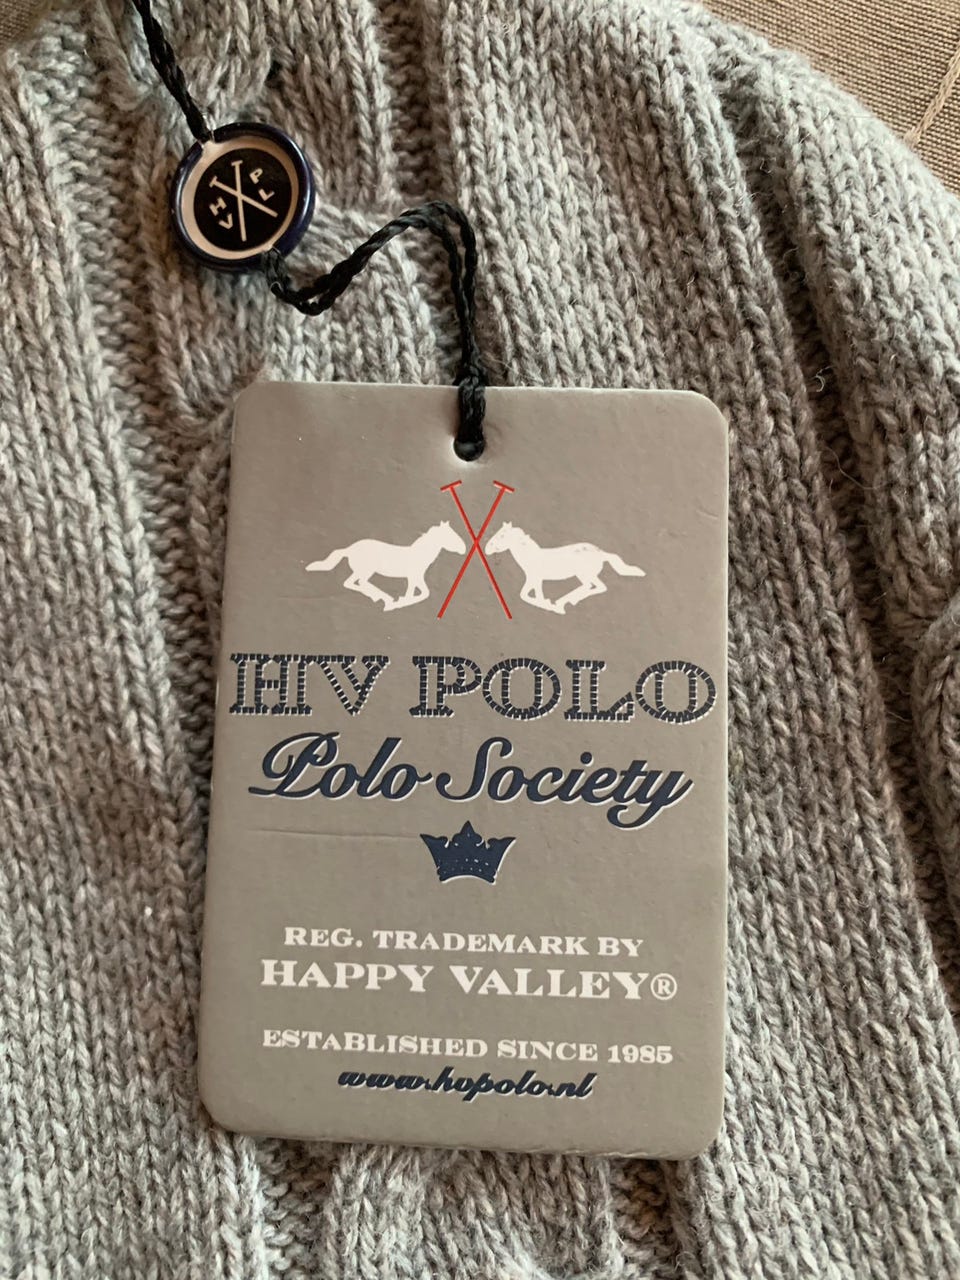 H P
V L
HV POLO
Polo Society
REG. TRADEMARK BY
HAPPY VALLEY®
ESTABLISHED SINCE 1985
www.hvpolo.nl